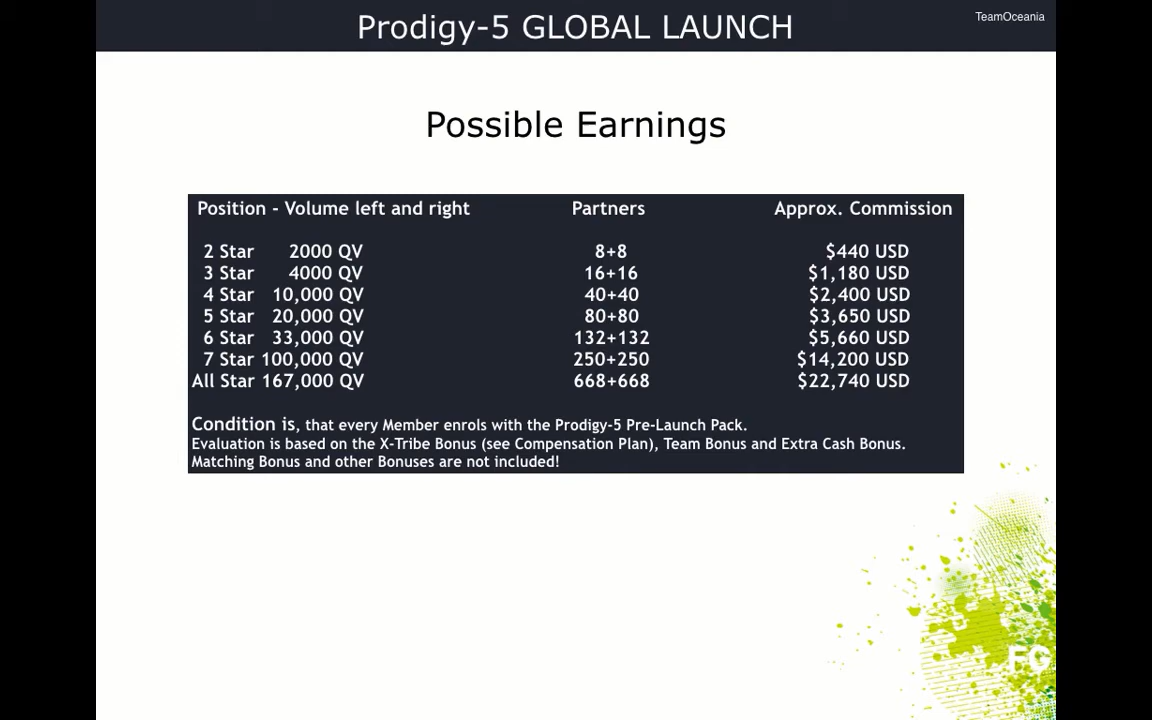 Prodigy-5 GLOBAL LAUNCH
TeamOceania
Possible Earnings
Position - Volume left and right Partners Approx. Commission
2 Star 2000 QV 8+8 $440 USD
3 Star 4000 QV 16+16 $1,180 USD
4 Star 10,000 QV 40+40 $2,400 USD
5 Star 20,000 QV 80+80 $3,650 USD
6 Star 33,000 QV 132+132 $5,660 USD
7 Star 100,000 QV 250+250 $14,200 USD
All Star 167,000 QV 668+668 $22,740 USD
Condition is, that every Member enrols with the Prodigy-5 Pre-Launch Pack.
Evaluation is based on the X-Tribe Bonus (see Compensation Plan), Team Bonus and Extra Cash Bonus.
Matching Bonus and other Bonuses are not included!
FG